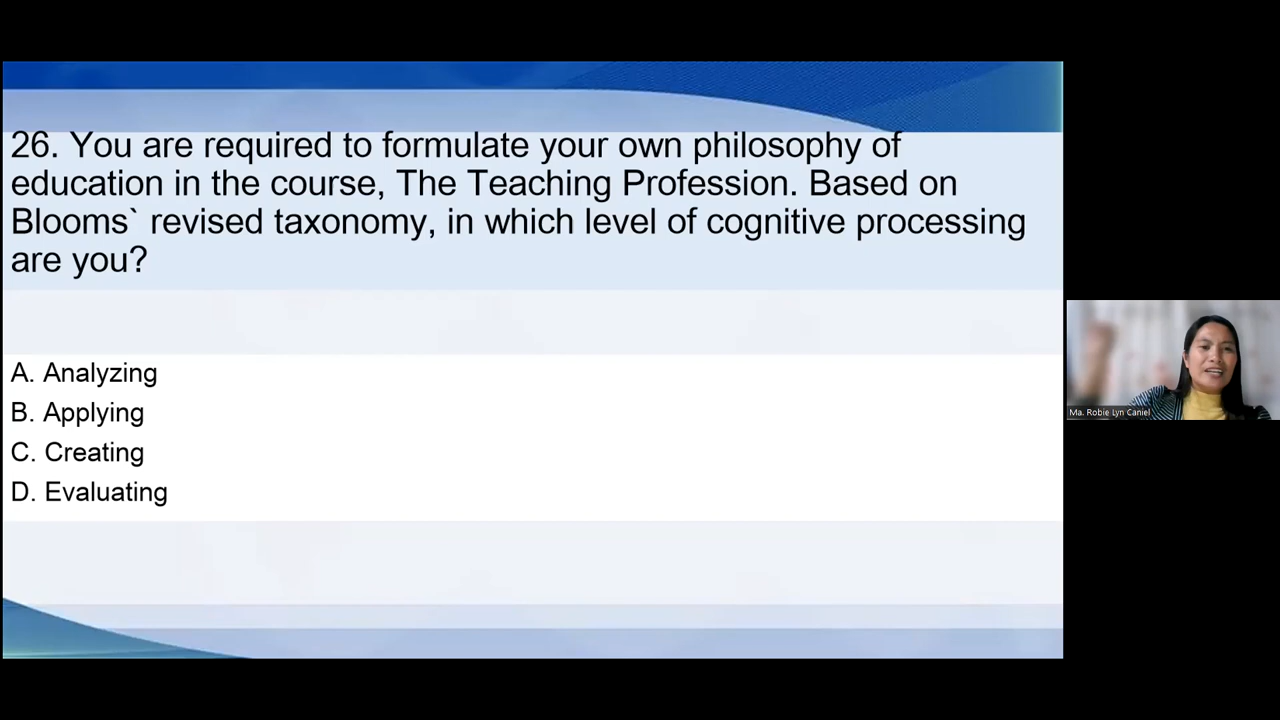 26. You are required to formulate your own philosophy of
education in the course, The Teaching Profession. Based on
Blooms` revised taxonomy, in which level of cognitive processing
are you?
A. Analyzing
B. Applying
C. Creating
D. Evaluating
Ma. Robie Lyn Caniel